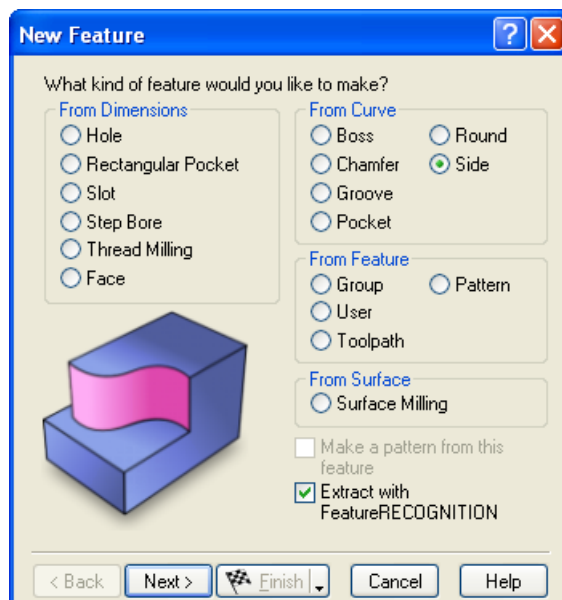 New Feature
What kind of feature would you like to make?
From Dimensions
Hole
Rectangular Pocket
Slot
Step Bore
Thread Milling
Face
From Curve
Boss
Round
Chamfer
Side
Groove
Pocket
From Feature
Group
Pattern
User
Toolpath
From Surface
Surface Milling
Make a pattern from this
feature
Extract with
FeatureRECOGNITION
< Back Next > Finish Cancel Help